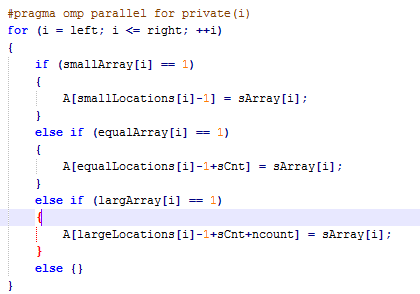 #pragma omp parallel for private(i)
for (i = left; i <= right; ++i)
{
if (smallArray[i] == 1)
{
A[smallLocations[i]-1] = sArray[i];
}
else if (equalArray[i] == 1)
{
A[equalLocations[i]-1+sCnt] = sArray[i];
}
else if (largArray[i] == 1)
{
A[largeLocations[i]-1+sCnt+ncount] = sArray[i];
}
else {}
}